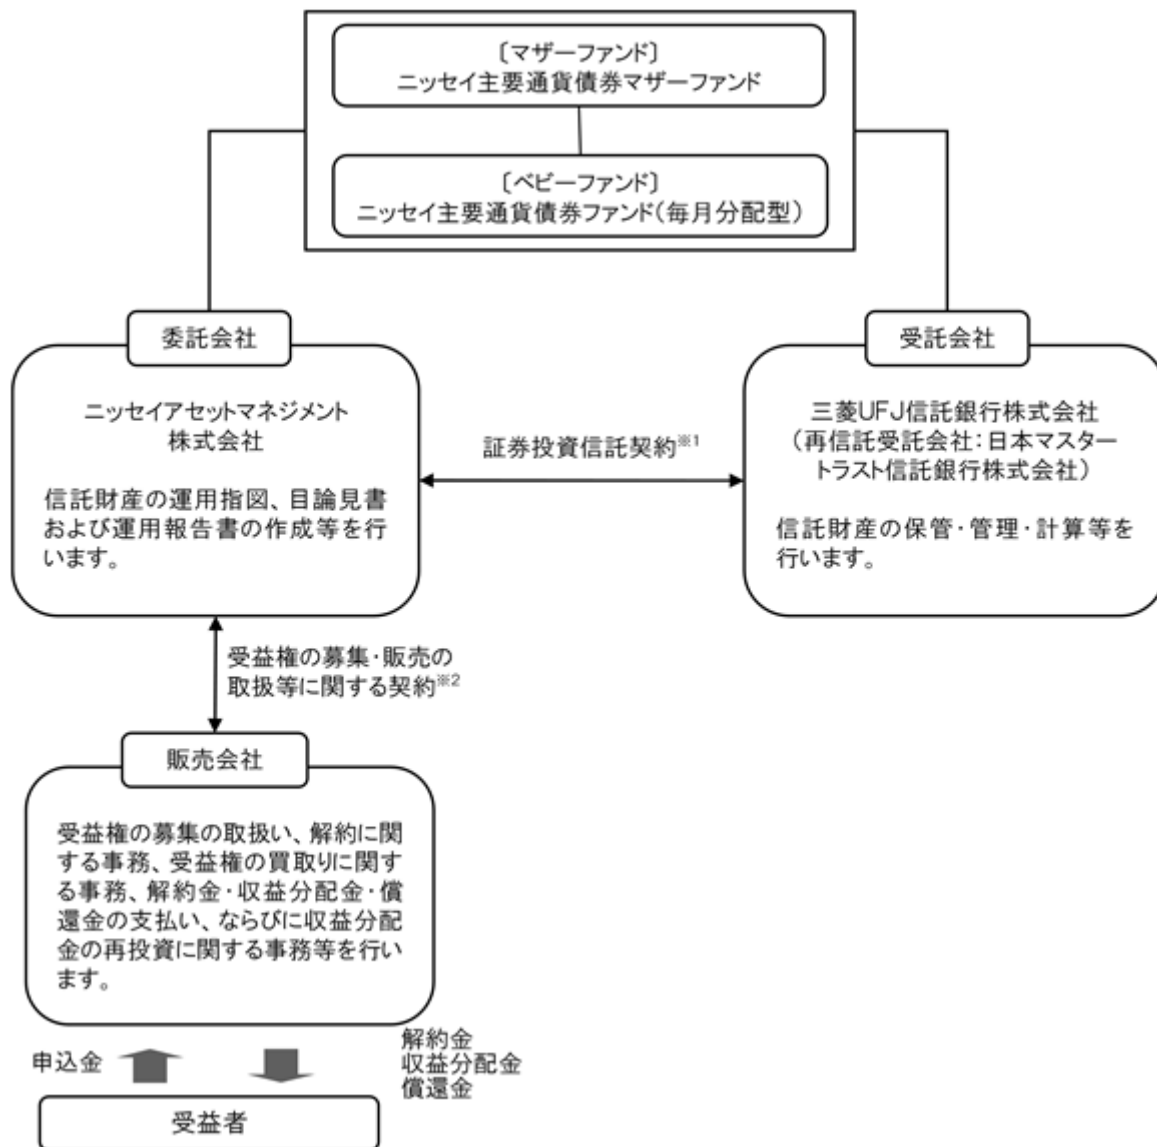 〔マザーファンド〕
ニッセイ主要通貨債券マザーファンド
〔ベビーファンド〕
ニッセイ主要通貨債券ファンド（毎月分配型）
委託会社
ニッセイアセットマネジメント
株式会社
信託財産の運用指図、目論見書
および運用報告書の作成等を行
います。
証券投資信託契約※1
受託会社
三菱UFJ信託銀行株式会社
（再信託受託会社：日本マスター
トラスト信託銀行株式会社）
信託財産の保管・管理・計算等を
行います。
受益権の募集・販売の
取扱等に関する契約※2
販売会社
受益権の募集の取扱い、解約に関
する事務、受益権の買取りに関す
る事務、解約金・収益分配金・償
還金の支払い、ならびに収益分配
金の再投資に関する事務等を行い
ます。
申込金
解約金
収益分配金
償還金
受益者